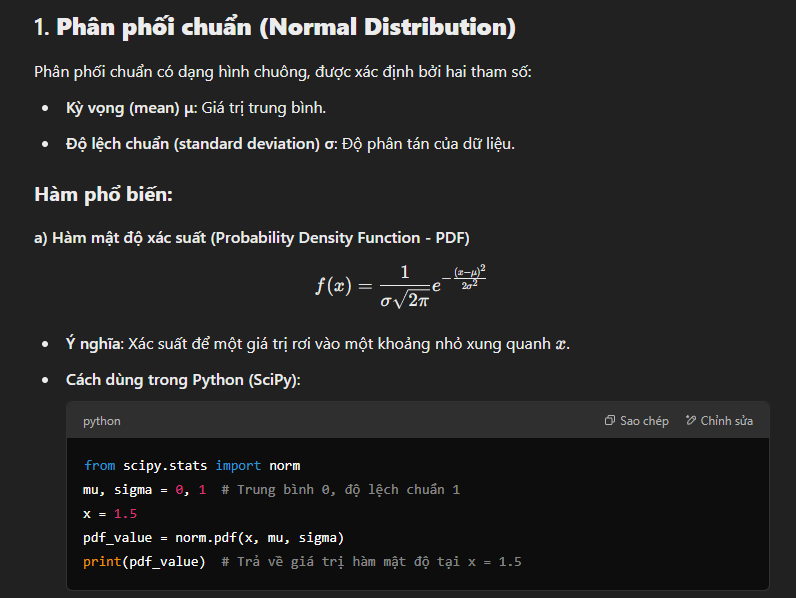 1. Phân phối chuẩn (Normal Distribution)
Phân phối chuẩn có dạng hình chuông, được xác định bởi hai tham số:
• Kỳ vọng (mean) μ: Giá trị trung bình.
• Độ lệch chuẩn (standard deviation) σ: Độ phân tán của dữ liệu.
Hàm phổ biến:
a) Hàm mật độ xác suất (Probability Density Function - PDF)
f(x) = \frac{1}{σ\sqrt{2π}} e^{-\frac{(x-μ)^2}{2σ^2}}
• Ý nghĩa: Xác suất để một giá trị rơi vào một khoảng nhỏ xung quanh x.
• Cách dùng trong Python (SciPy):
python Sao chép Chỉnh sửa
from scipy.stats import norm
mu, sigma = 0, 1 # Trung bình 0, độ lệch chuẩn 1
x = 1.5
pdf_value = norm.pdf(x, mu, sigma)
print(pdf_value) # Trả về giá trị hàm mật độ tại x = 1.5